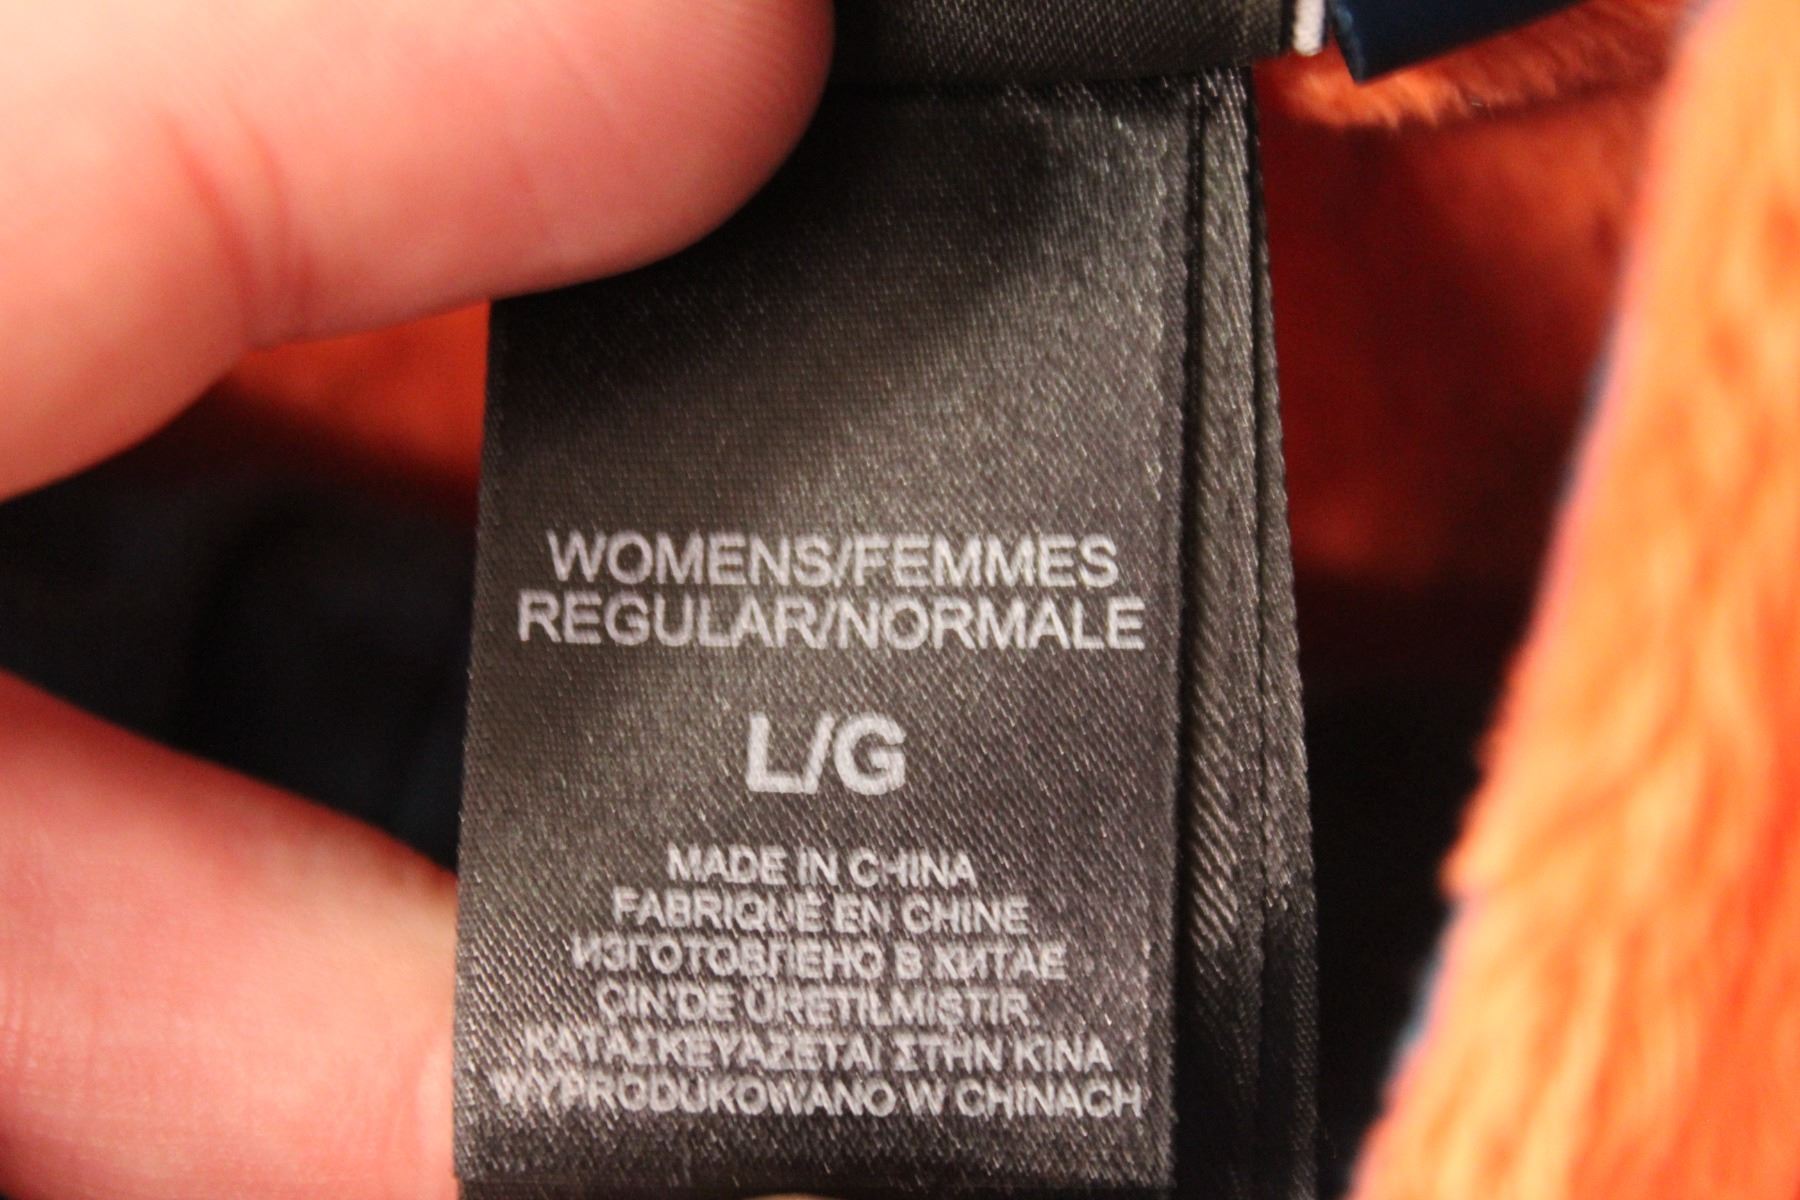 WOMENS/FEMMES
REGULAR/NORMALE
L/G
MADE IN CHINA
FABRIQUÉ EN CHINE
ИЗГОТОВЛЕНО В КИТАЕ
ÇIN'DE ÜRETILMIŞTIR.
ΚΑΤΑΣΚΕΥΑΖΕΤΑΙ ΣΤΗΝ ΚΙΝΑ
WYPRODUKOWANO W CHINACH